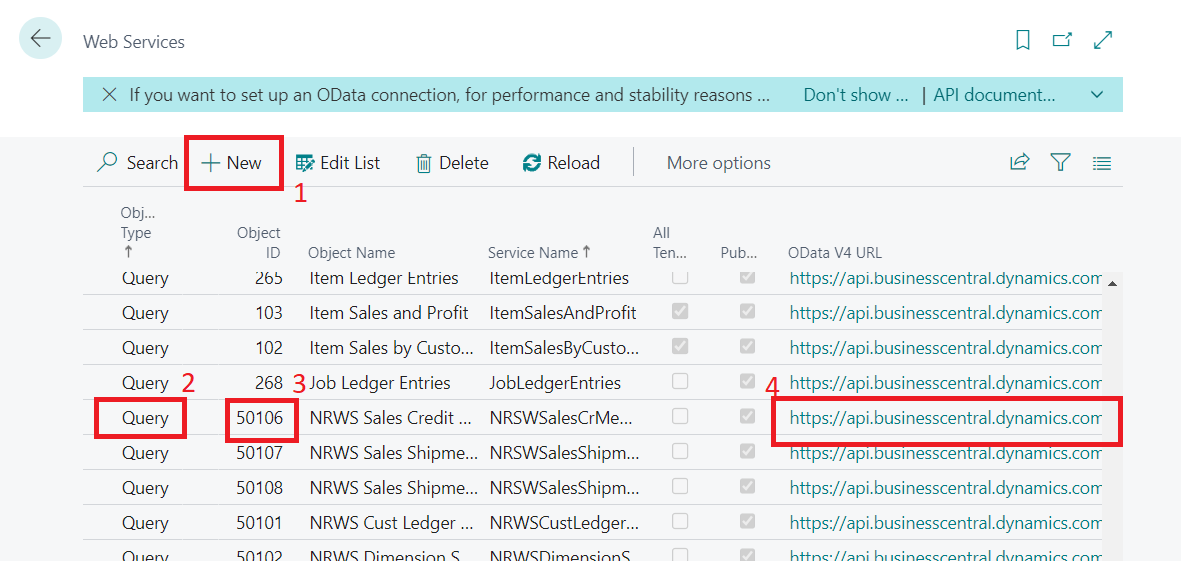 Web Services
If you want to set up an OData connection, for performance and stability reasons ... Don't show ... | API document...
Search New Edit List Delete Reload More options
1
Obj... Type ↑ Object ID Object Name Service Name ↑ All Ten... Pub... OData V4 URL
Query 265 Item Ledger Entries ItemLedgerEntries https://api.businesscentral.dynamics.com
Query 103 Item Sales and Profit ItemSalesAndProfit https://api.businesscentral.dynamics.com
Query 102 Item Sales by Custo... ItemSalesByCusto... https://api.businesscentral.dynamics.com
Query 2 268 3 Job Ledger Entries JobLedgerEntries 4 https://api.businesscentral.dynamics.com
Query 50106 NRWS Sales Credit ... NRSWSalesCrMe... https://api.businesscentral.dynamics.com
Query 50107 NRWS Sales Shipme... NRSWSalesShipm... https://api.businesscentral.dynamics.com
Query 50108 NRWS Sales Shipme... NRSWSalesShipm... https://api.businesscentral.dynamics.com
Query 50101 NRWS Cust Ledger ... NRWSCustLedger... https://api.businesscentral.dynamics.com
Query 50102 NRWS Dimension S NRWSDimensionS https://api.businesscentral.dynamics.com